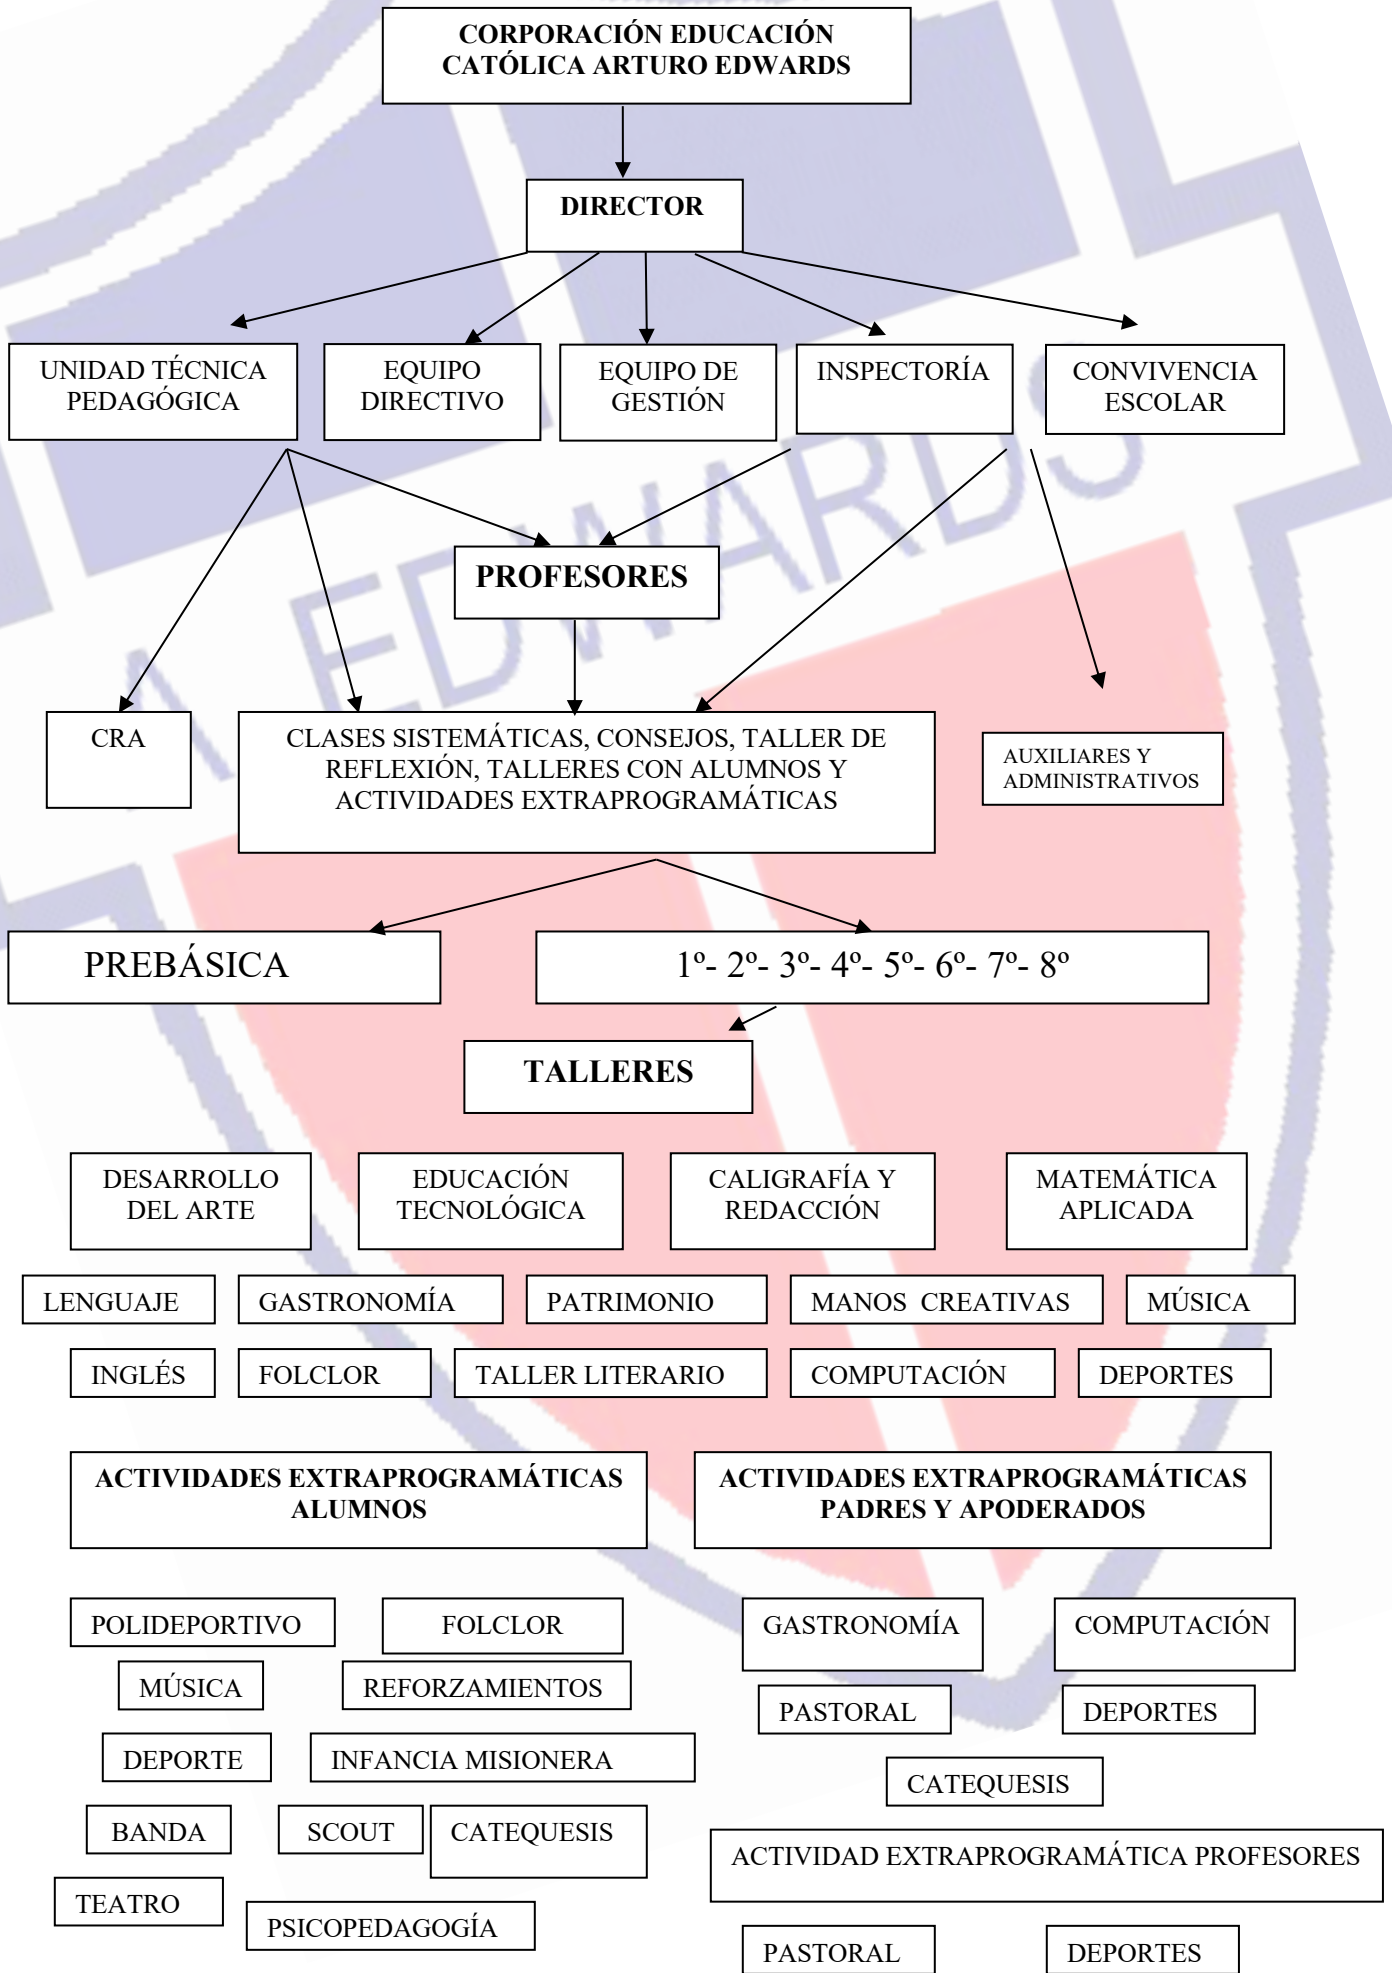 CORPORACIÓN EDUCACIÓN
CATÓLICA ARTURO EDWARDS
DIRECTOR
UNIDAD TÉCNICA
PEDAGÓGICA
EQUIPO
DIRECTIVO
EQUIPO DE
GESTIÓN
INSPECTORÍA
CONVIVENCIA
ESCOLAR
A EDWARDS
PROFESORES
CRA
CLASES SISTEMÁTICAS, CONSEJOS, TALLER DE
REFLEXIÓN, TALLERES CON ALUMNOS Y
ACTIVIDADES EXTRAPROGRAMÁTICAS
AUXILIARES Y
ADMINISTRATIVOS
PREBÁSICA
1º- 2º- 3º- 4º- 5º- 6º- 7º- 8º
TALLERES
DESARROLLO
DEL ARTE
EDUCACIÓN
TECNOLÓGICA
CALIGRAFÍA Y
REDACCIÓN
MATEMÁTICA
APLICADA
LENGUAJE
GASTRONOMÍA
PATRIMONIO
MANOS CREATIVAS
MÚSICA
INGLÉS
FOLCLOR
TALLER LITERARIO
COMPUTACIÓN
DEPORTES
ACTIVIDADES EXTRAPROGRAMÁTICAS
ALUMNOS
ACTIVIDADES EXTRAPROGRAMÁTICAS
PADRES Y APODERADOS
POLIDEPORTIVO
FOLCLOR
MÚSICA
REFORZAMIENTOS
DEPORTE
INFANCIA MISIONERA
BANDA
SCOUT
CATEQUESIS
TEATRO
PSICOPEDAGOGÍA
GASTRONOMÍA
COMPUTACIÓN
PASTORAL
DEPORTES
CATEQUESIS
ACTIVIDAD EXTRAPROGRAMÁTICA PROFESORES
PASTORAL
DEPORTES